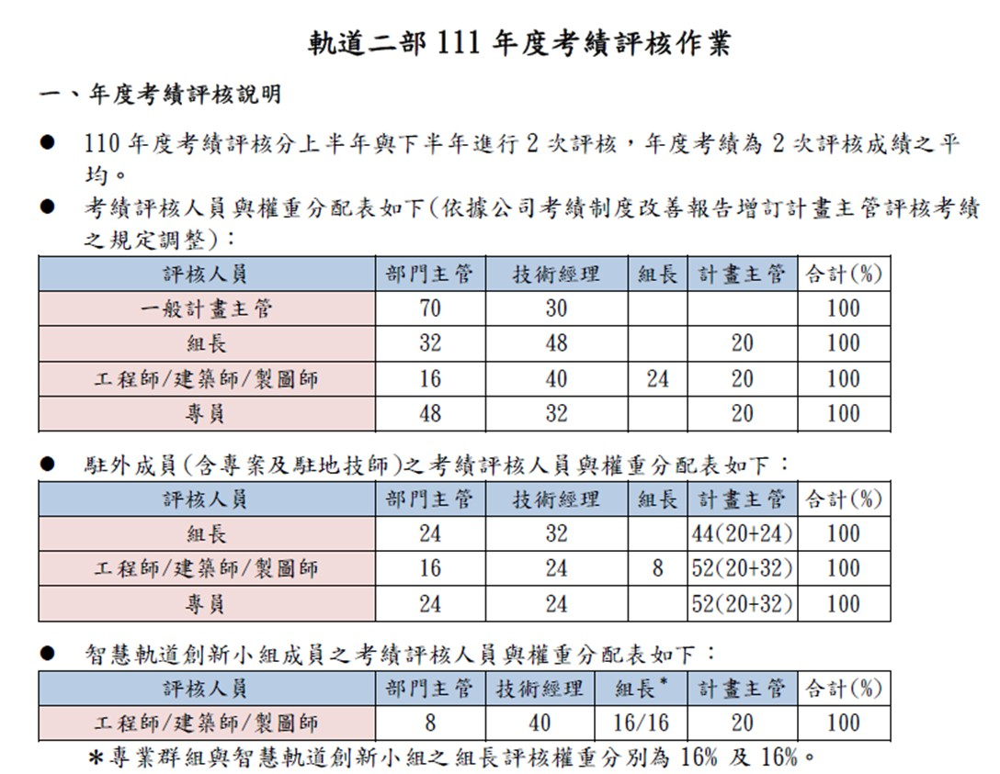 軌道二部 111 年度考績評核作業
一、年度考績評核說明
● 110 年度考績評核分上半年與下半年進行 2 次評核，年度考績為 2 次評核成績之平
均。
● 考績評核人員與權重分配表如下(依據公司考績制度改善報告增訂計畫主管評核考績
之規定調整)：
評核人員 部門主管 技術經理 組長 計畫主管 合計(%)
一般計畫主管 70 30 100
組長 32 48 20 100
工程師/建築師/製圖師 16 40 24 20 100
專員 48 32 20 100
● 駐外成員(含專案及駐地技師)之考績評核人員與權重分配表如下：
評核人員 部門主管 技術經理 組長 計畫主管 合計(%)
組長 24 32 44(20+24) 100
工程師/建築師/製圖師 16 24 8 52(20+32) 100
專員 24 24 52(20+32) 100
● 智慧軌道創新小組成員之考績評核人員與權重分配表如下：
評核人員 部門主管 技術經理 組長* 計畫主管 合計(%)
工程師/建築師/製圖師 8 40 16/16 20 100
＊專業群組與智慧軌道創新小組之組長評核權重分別為 16% 及 16%。